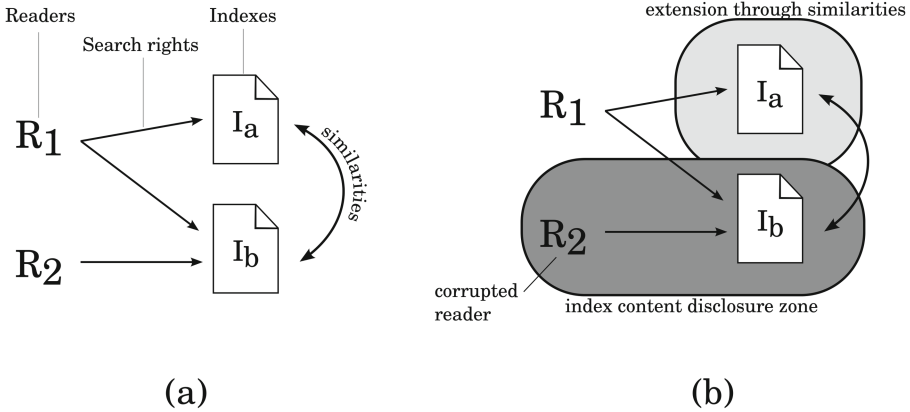 Readers
Indexes
Search rights
R1
Ia
similarities
R2
Ib
(a)
extension through similarities
R1
Ia
R2
Ib
corrupted
reader
index content disclosure zone
(b)